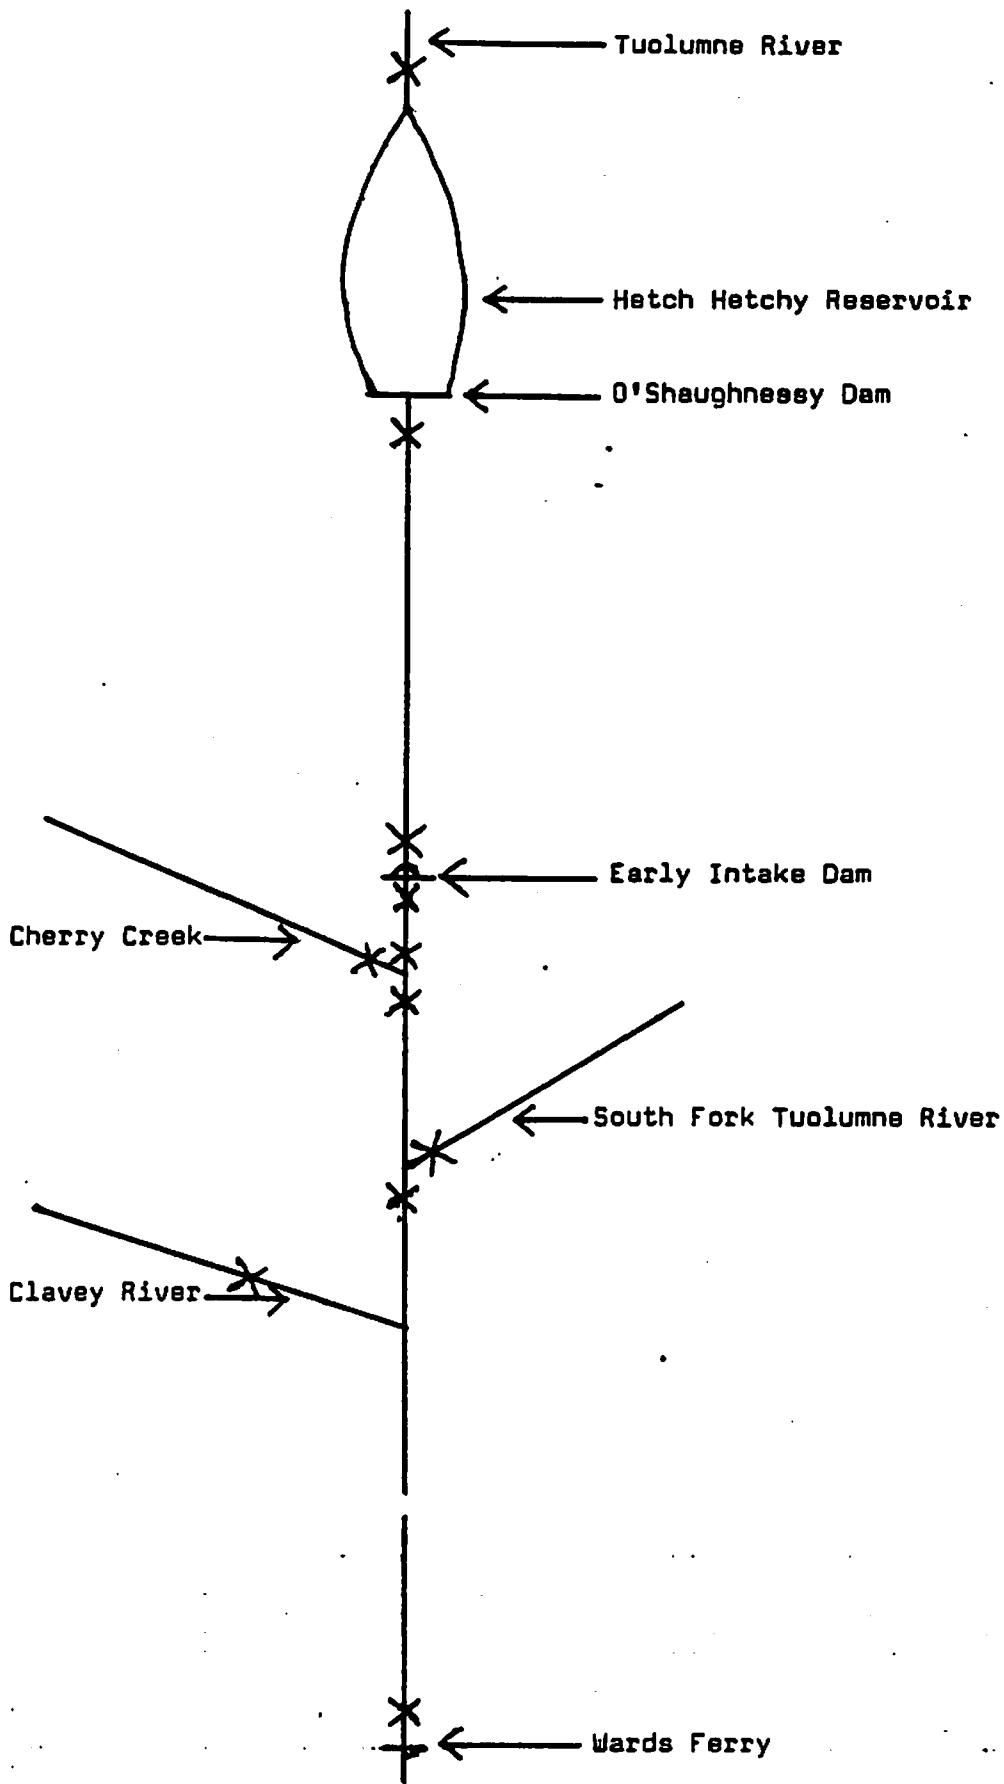 Tuolumne River
Hetch Hetchy Reservoir
O'Shaughnessy Dam
Early Intake Dam
Cherry Creek
South Fork Tuolumne River
Clavey River
Wards Ferry